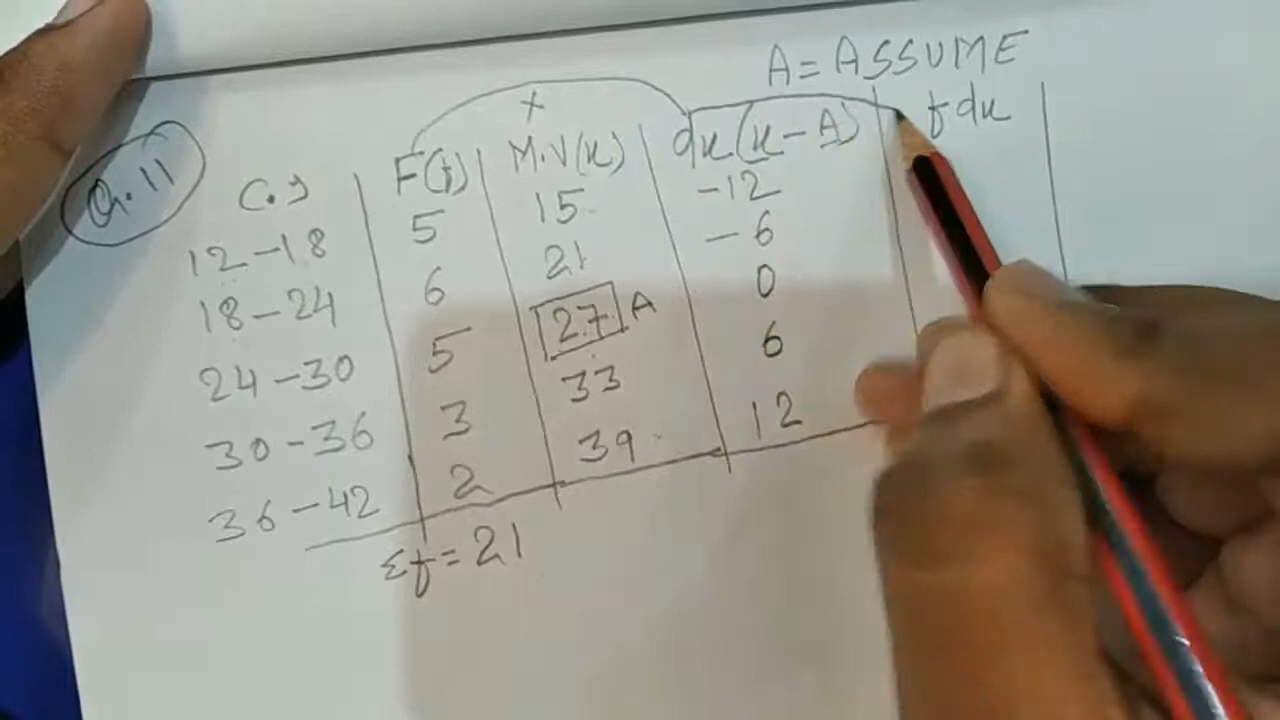 A = ASSUME
+
Q.11
C.I F(f) M.V(x) dx(x-A) fdx
12-18 5 15 -12
18-24 6 21 -6
24-30 5 27 A 0
30-36 3 33 6
36-42 2 39 12
Σf = 21